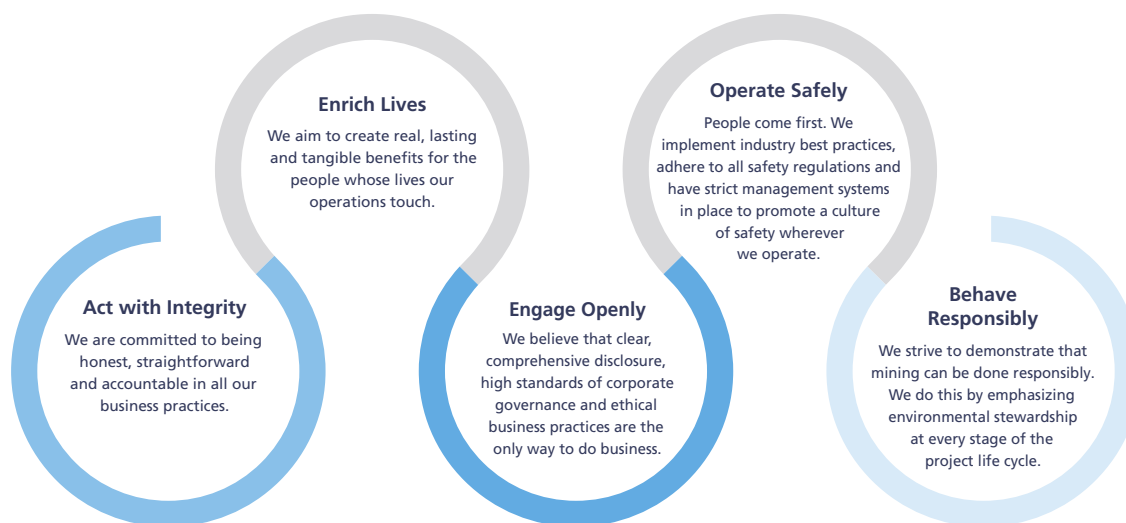 Act with Integrity
We are committed to being
honest, straightforward
and accountable in all our
business practices.
Enrich Lives
We aim to create real, lasting
and tangible benefits for the
people whose lives our
operations touch.
Engage Openly
We believe that clear,
comprehensive disclosure,
high standards of corporate
governance and ethical
business practices are the
only way to do business.
Operate Safely
People come first. We
implement industry best practices,
adhere to all safety regulations and
have strict management systems
in place to promote a culture
of safety wherever
we operate.
Behave
Responsibly
We strive to demonstrate that
mining can be done responsibly.
We do this by emphasizing
environmental stewardship
at every stage of the
project life cycle.